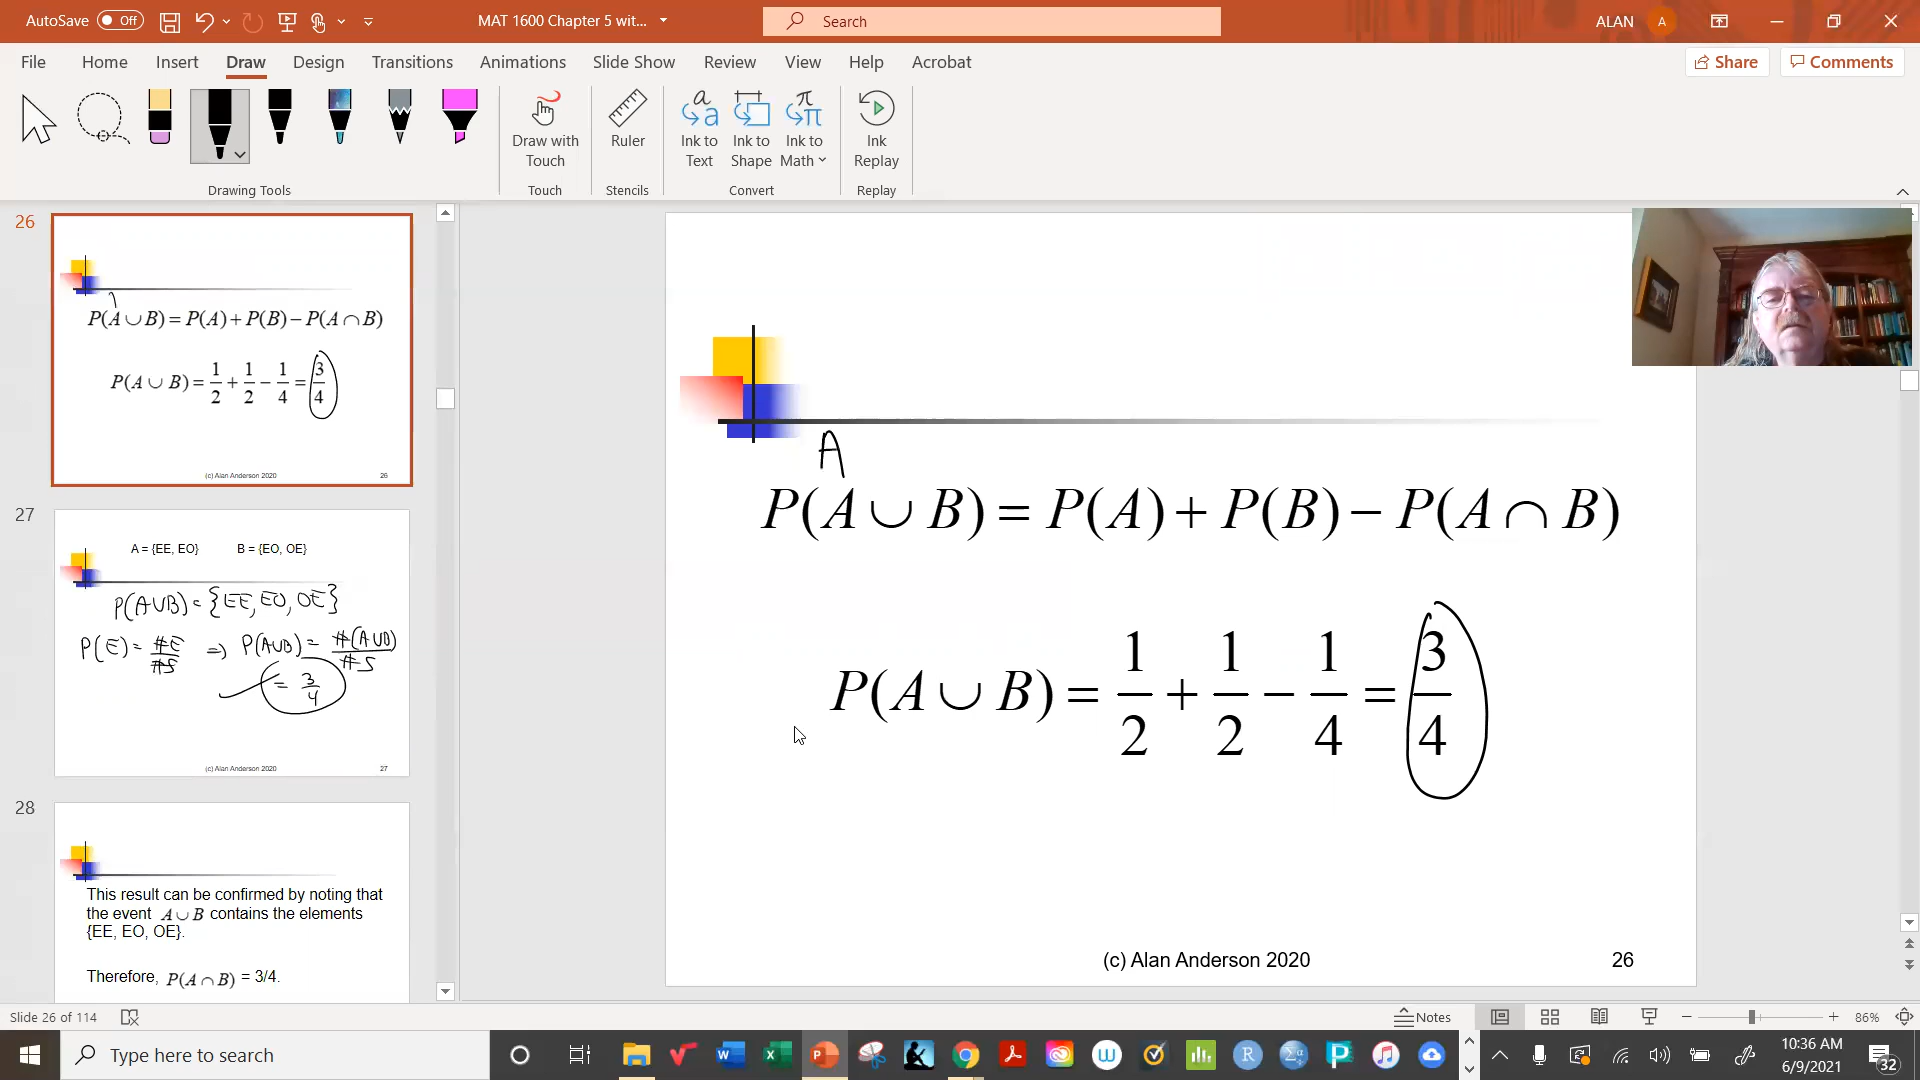 AutoSave Off
MAT 1600 Chapter 5 wit...
Search
ALAN A
File Home Insert Draw Design Transitions Animations Slide Show Review View Help Acrobat
Share Comments
Draw with Touch
Ruler
Ink to Text
Ink to Shape
Ink to Math
Ink Replay
Drawing Tools Touch Stencils Convert Replay
26
P(A ∪ B) = P(A) + P(B) − P(A ∩ B)
P(A ∪ B) = 1/2 + 1/2 − 1/4 = 3/4
(c) Alan Anderson 2020 26
27
A = {EE, EO} B = {EO, OE}
P(A∪B) = {EE, EO, OE}
P(E) = #E/#S ⇒ P(A∪B) = #(A∪B)/#S
= 3/4
(c) Alan Anderson 2020 27
28
This result can be confirmed by noting that
the event A ∪ B contains the elements
{EE, EO, OE}.
Therefore, P(A ∩ B) = 3/4.
A
P(A ∪ B) = P(A) + P(B) − P(A ∩ B)
P(A ∪ B) = 1/2 + 1/2 − 1/4 = 3/4
(c) Alan Anderson 2020 26
Slide 26 of 114
Notes
86%
Type here to search
10:36 AM
6/9/2021
32